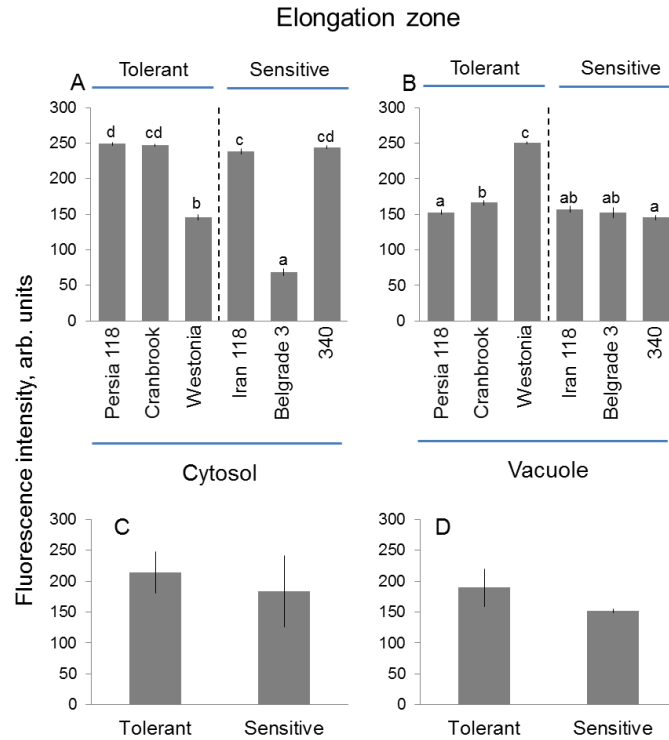 Elongation zone
A
Tolerant
Sensitive
300
250
200
150
100
50
0
d
cd
b
c
a
cd
Persia 118
Cranbrook
Westonia
Iran 118
Belgrade 3
340
Cytosol
B
Tolerant
Sensitive
300
250
200
150
100
50
0
a
b
c
ab
ab
a
Persia 118
Cranbrook
Westonia
Iran 118
Belgrade 3
340
Vacuole
Fluorescence intensity, arb. units
C
300
250
200
150
100
50
0
Tolerant
Sensitive
D
300
250
200
150
100
50
0
Tolerant
Sensitive